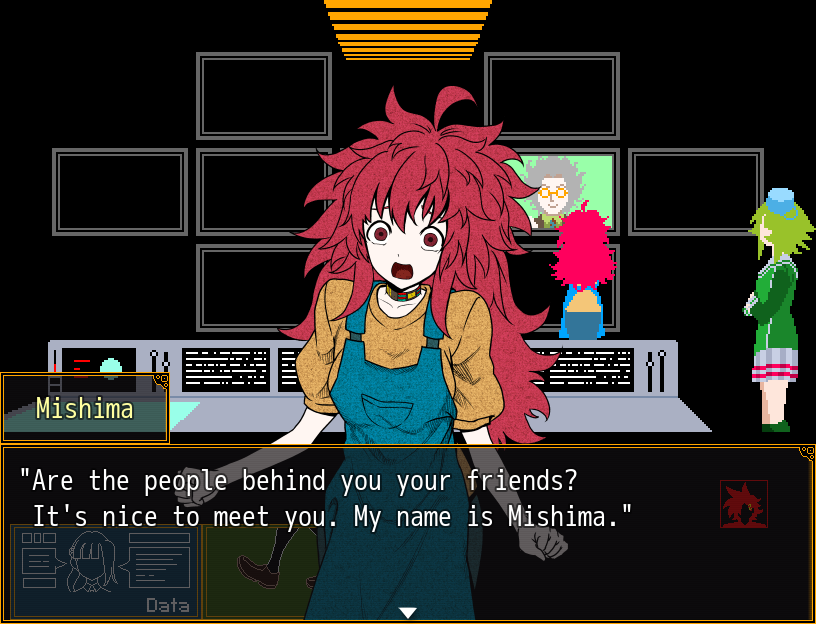 Mishima
"Are the people behind you your friends?
It's nice to meet you. My name is Mishima."
Data